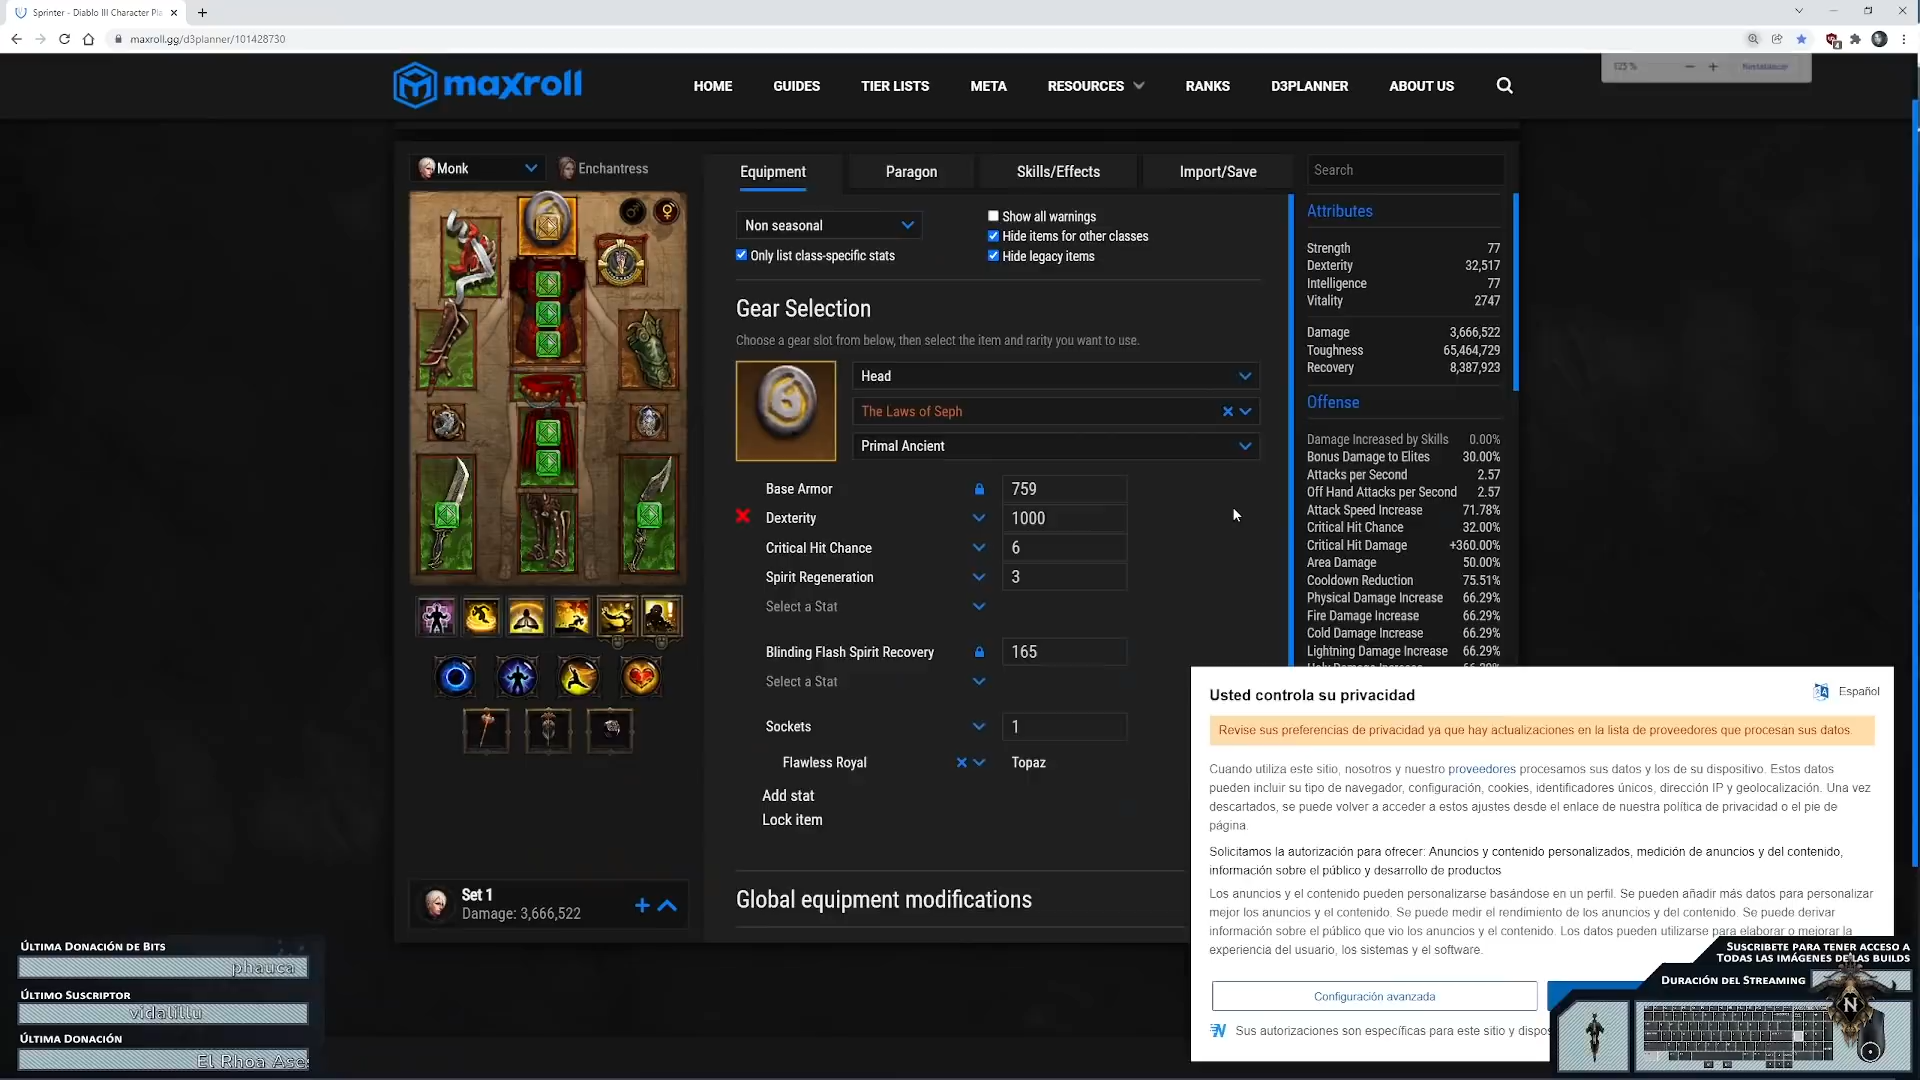 Sprinter - Diablo III Character Pla
maxroll.gg/d3planner/101428730
maxroll
HOME
GUIDES
TIER LISTS
META
RESOURCES
RANKS
D3PLANNER
ABOUT US
Monk
Enchantress
Equipment
Paragon
Skills/Effects
Import/Save
Search
Non seasonal
Only list class-specific stats
Show all warnings
Hide items for other classes
Hide legacy items
Gear Selection
Choose a gear slot from below, then select the item and rarity you want to use.
Head
The Laws of Seph
Primal Ancient
Base Armor 759
Dexterity 1000
Critical Hit Chance 6
Spirit Regeneration 3
Select a Stat
Blinding Flash Spirit Recovery 165
Select a Stat
Sockets 1
Flawless Royal Topaz
Add stat
Lock item
Global equipment modifications
Set 1
Damage: 3,666,522
Attributes
Strength 77
Dexterity 32,517
Intelligence 77
Vitality 2747
Damage 3,666,522
Toughness 65,464,729
Recovery 8,387,923
Offense
Damage Increased by Skills 0.00%
Bonus Damage to Elites 30.00%
Attacks per Second 2.57
Off Hand Attacks per Second 2.57
Attack Speed Increase 71.78%
Critical Hit Chance 32.00%
Critical Hit Damage +360.00%
Area Damage 50.00%
Cooldown Reduction 75.51%
Physical Damage Increase 66.29%
Fire Damage Increase 66.29%
Cold Damage Increase 66.29%
Lightning Damage Increase 66.29%
Usted controla su privacidad
Español
Revise sus preferencias de privacidad ya que hay actualizaciones en la lista de proveedores que procesan sus datos.
Cuando utiliza este sitio, nosotros y nuestro proveedores procesamos sus datos y los de su dispositivo. Estos datos
pueden incluir su tipo de navegador, configuración, cookies, identificadores únicos, dirección IP y geolocalización. Una vez
descartados, se puede volver a acceder a estos ajustes desde el enlace de nuestra política de privacidad o el pie de
página.
Solicitamos la autorización para ofrecer: Anuncios y contenido personalizados, medición de anuncios y del contenido,
información sobre el público y desarrollo de productos
Los anuncios y el contenido pueden personalizarse basándose en un perfil. Se pueden añadir más datos para personalizar
mejor los anuncios y el contenido. Se puede medir el rendimiento de los anuncios y del contenido. Se puede derivar
información sobre el público que vio los anuncios y el contenido. Los datos pueden utilizarse para elaborar o mejorar la
experiencia del usuario, los sistemas y el software.
Configuración avanzada
Sus autorizaciones son específicas para este sitio y dispos
ÚLTIMA DONACIÓN DE BITS
phauca
ÚLTIMO SUSCRIPTOR
vidalillu
ÚLTIMA DONACIÓN
El Rhoa Ase
SUSCRIBETE PARA TENER ACCESO A
TODAS LAS IMÁGENES DE LAS BUILDS
DURACIÓN DEL STREAMING
N